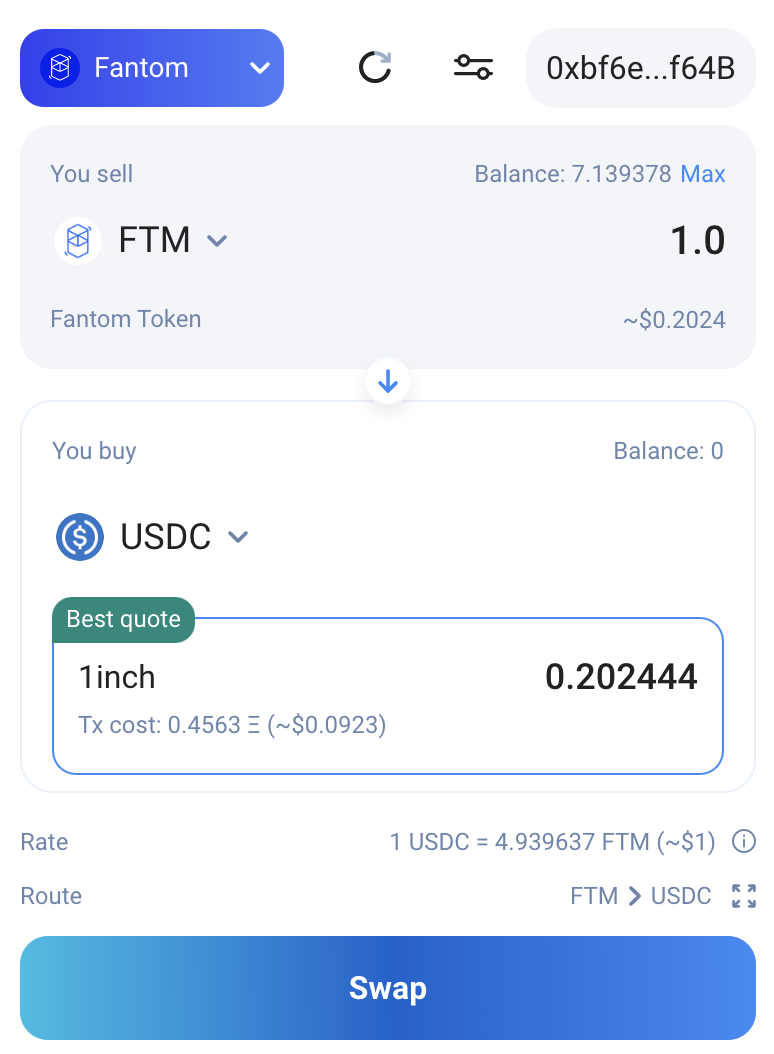 Fantom
0xbf6e...f64B
You sell
Balance: 7.139378 Max
FTM
1.0
Fantom Token
~$0.2024
You buy
Balance: 0
USDC
Best quote
1inch
0.202444
Tx cost: 0.4563 Ξ (~$0.0923)
Rate
1 USDC = 4.939637 FTM (~$1)
Route
FTM > USDC
Swap